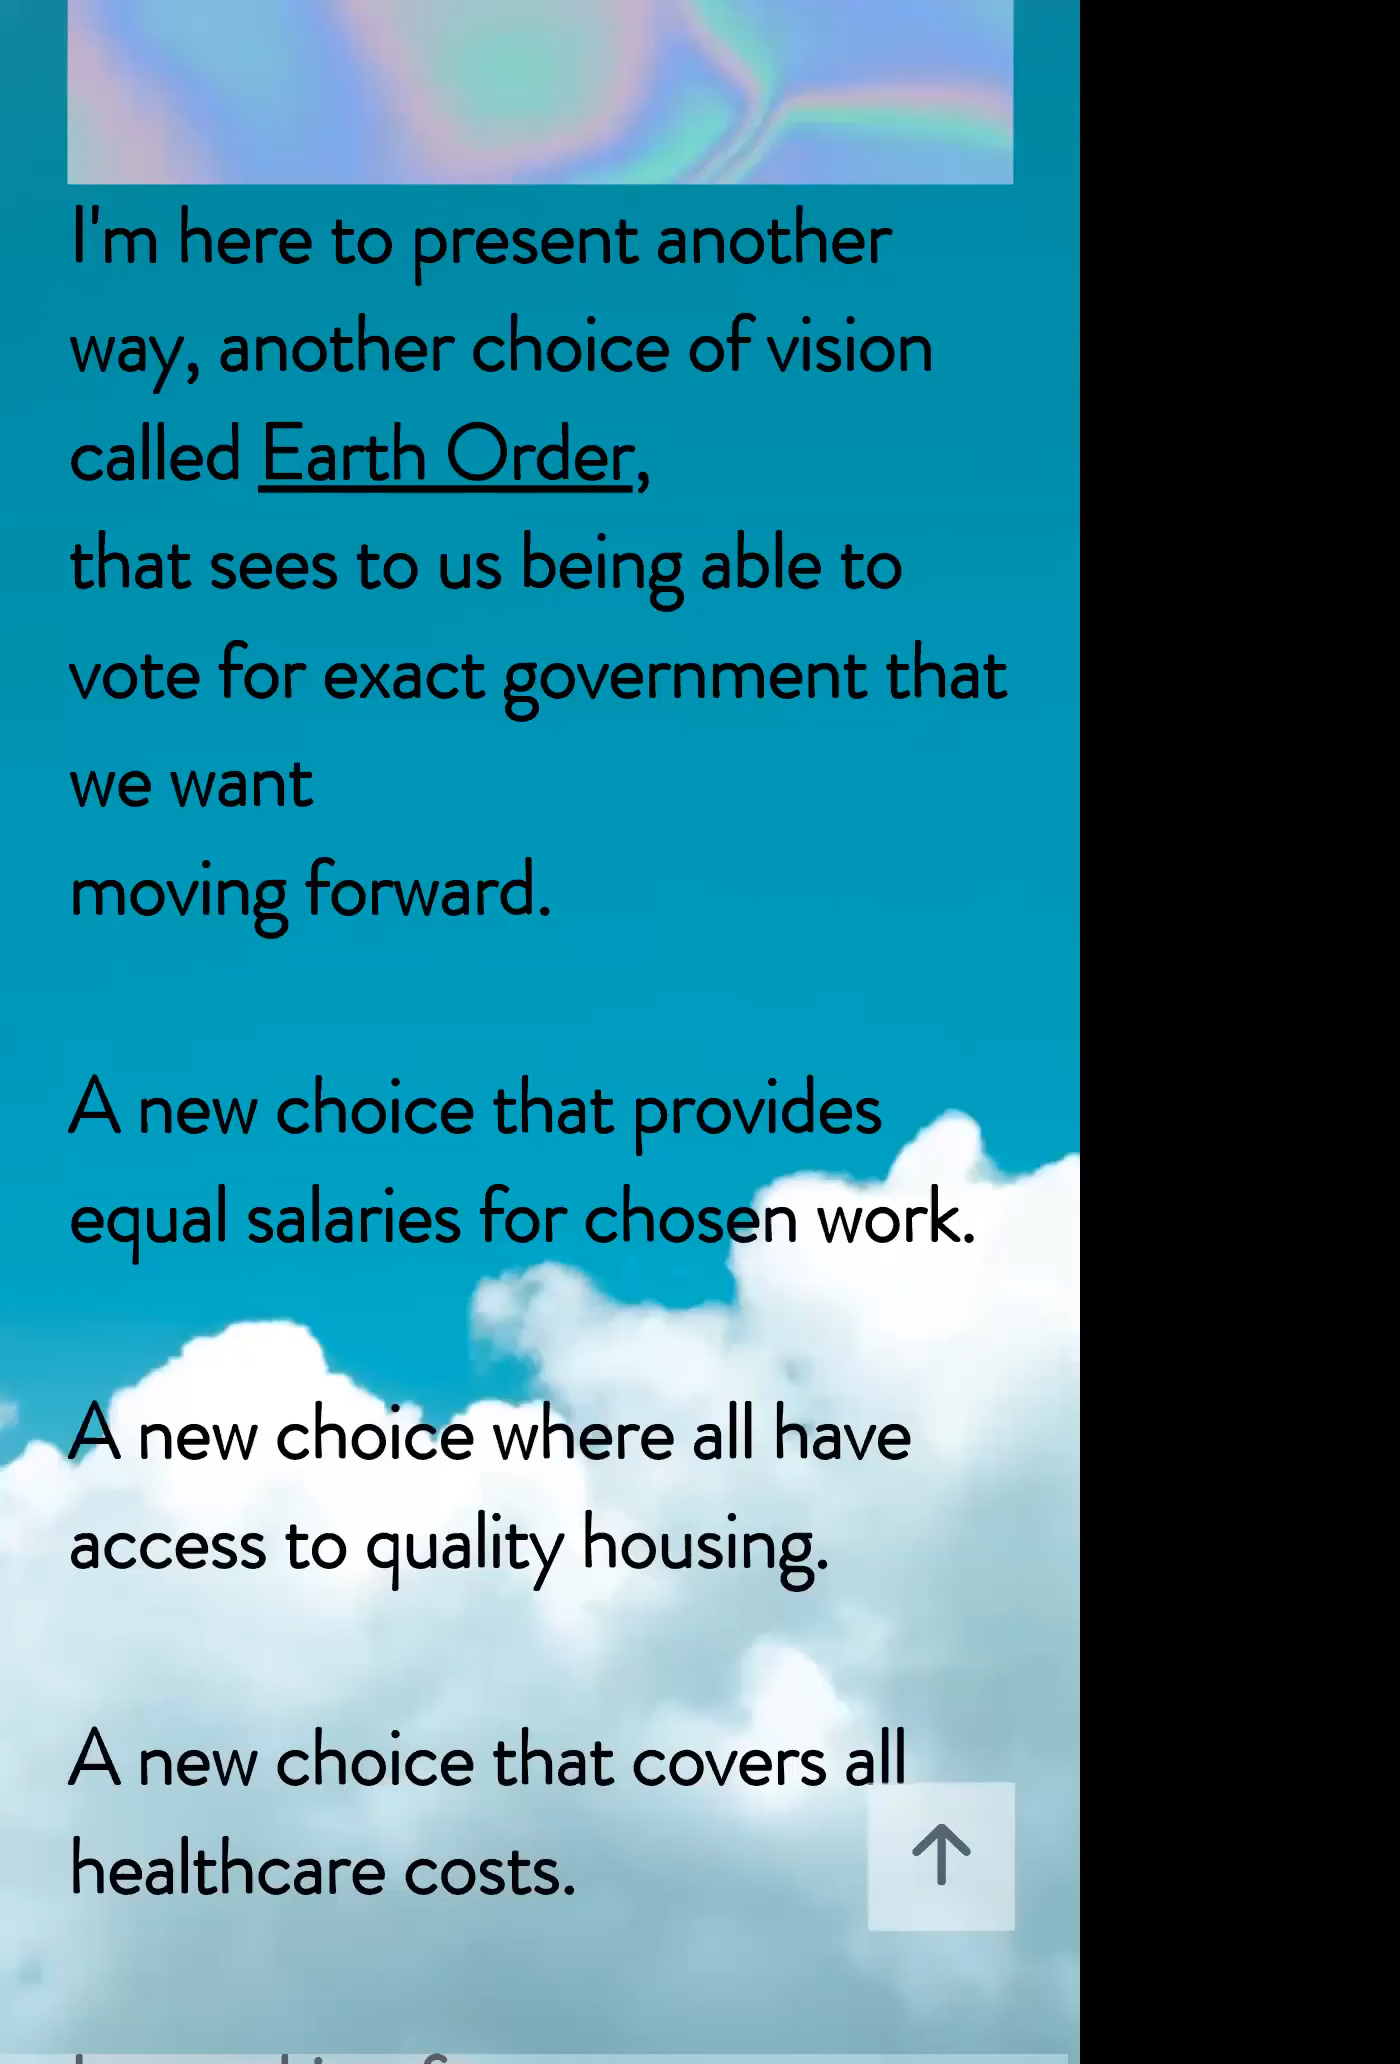 I'm here to present another
way, another choice of vision
called Earth Order,
that sees to us being able to
vote for exact government that
we want
moving forward.
A new choice that provides
equal salaries for chosen work.
A new choice where all have
access to quality housing.
A new choice that covers all
healthcare costs.